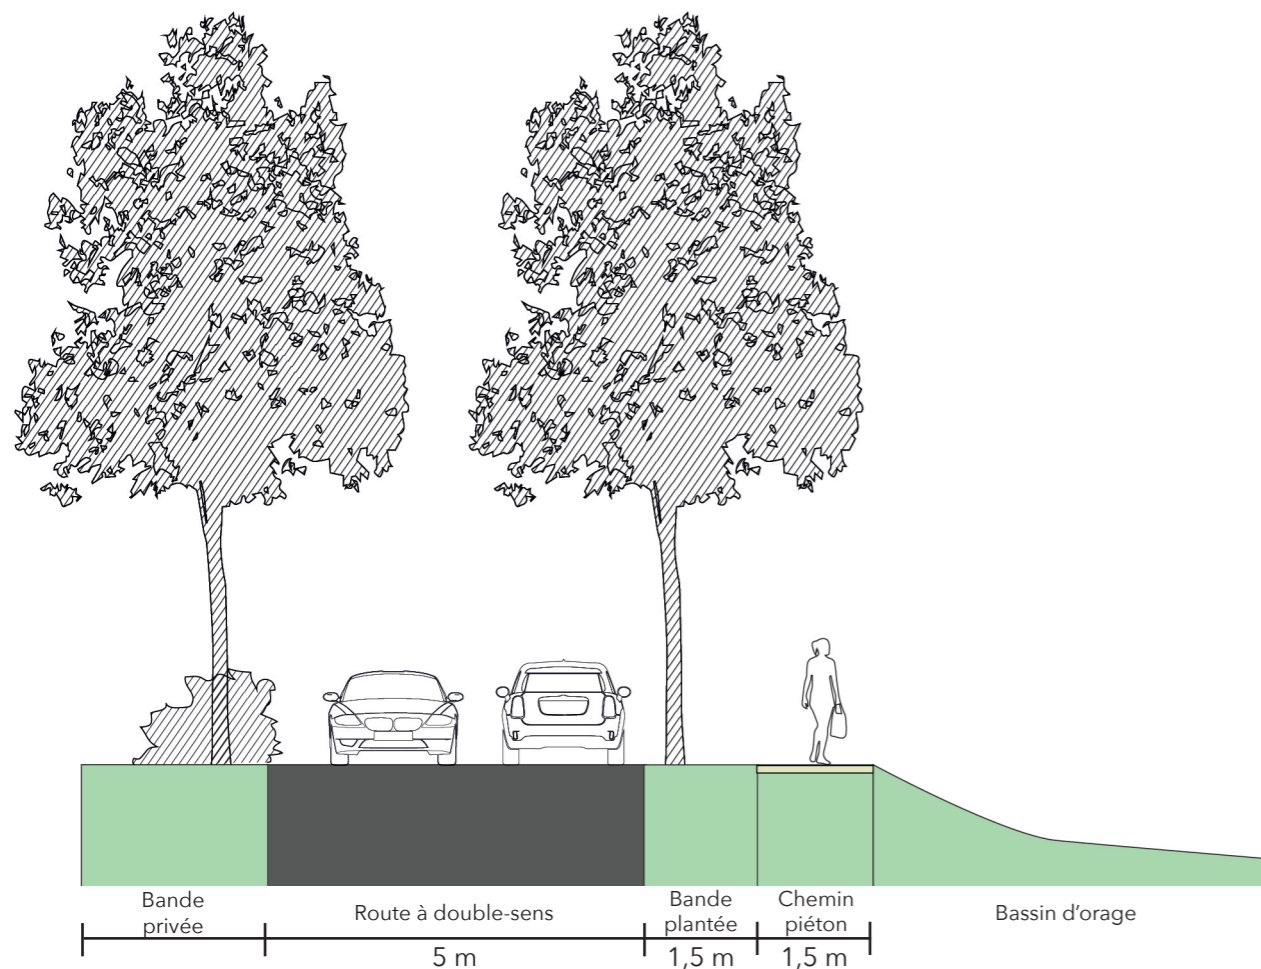 Bande
privée
Route à double-sens
Bande
plantée
Chemin
piéton
Bassin d'orage
5 m
1,5 m
1,5 m